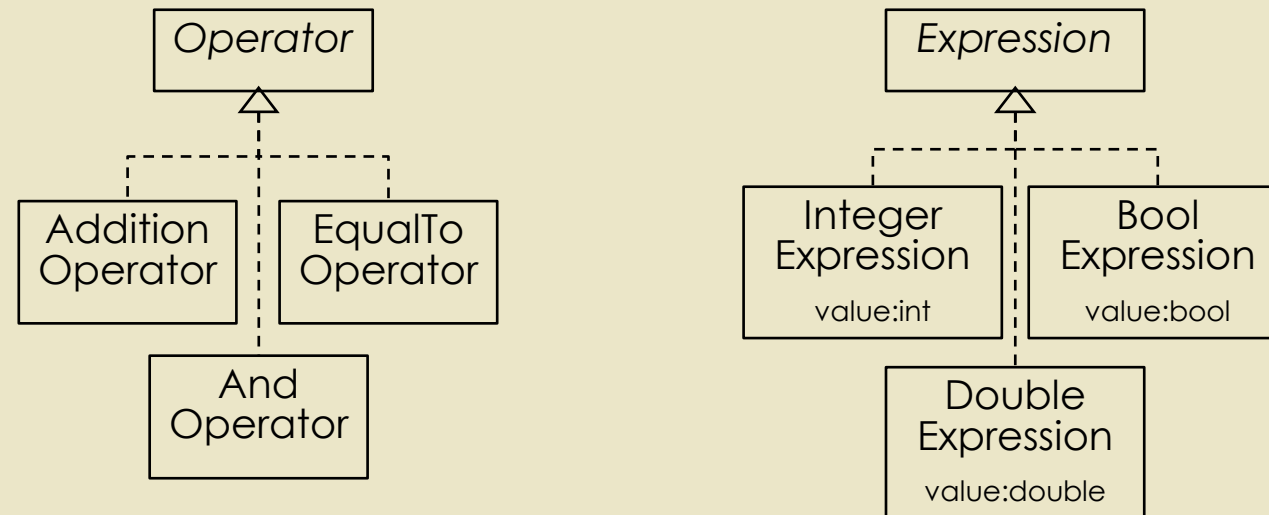 Operator
Addition
Operator
EqualTo
Operator
And
Operator
Expression
Integer
Expression
value:int
Bool
Expression
value:bool
Double
Expression
value:double